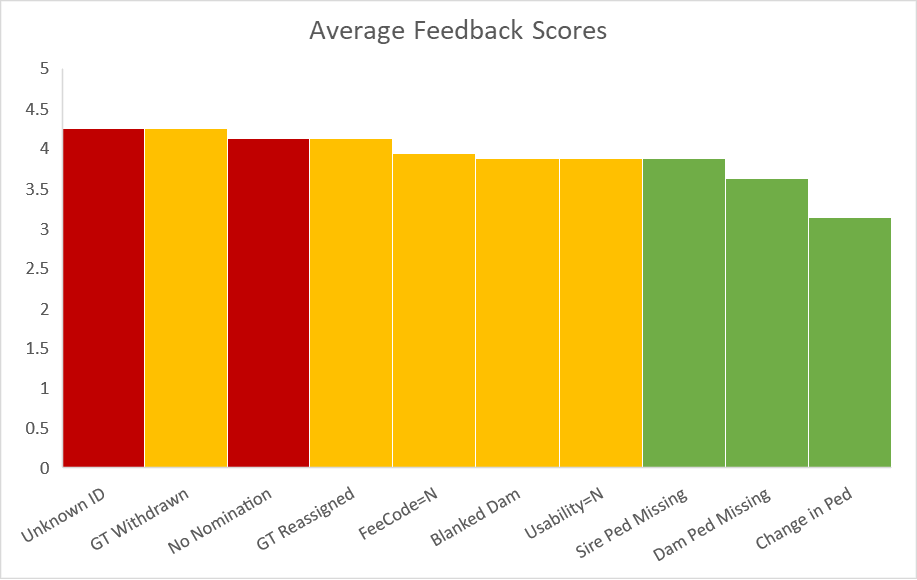 Average Feedback Scores
5
4.5
4
3.5
3
2.5
2
1.5
1
0.5
0
Unknown ID
GT Withdrawn
No Nomination
GT Reassigned
FeeCode=N
Blanked Dam
Usability=N
Sire Ped Missing
Dam Ped Missing
Change in Ped